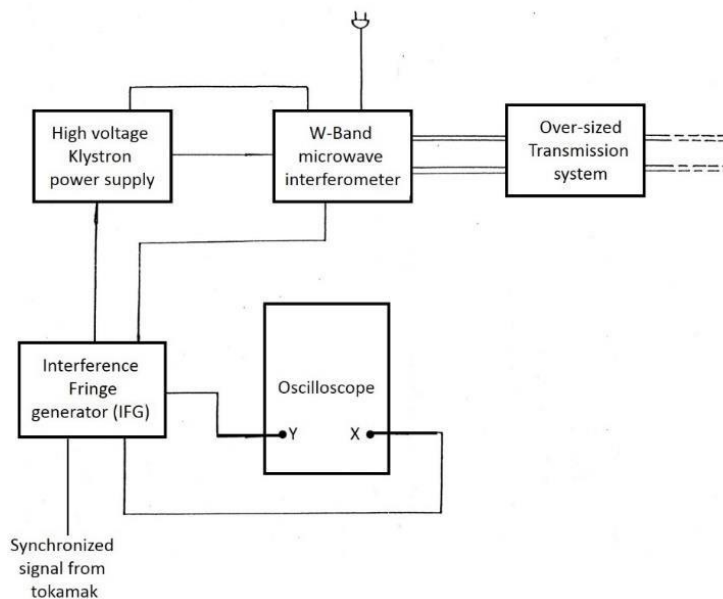 High voltage
Klystron
power supply
W-Band
microwave
interferometer
Over-sized
Transmission
system
Interference
Fringe
generator (IFG)
Oscilloscope
Y
X
Synchronized
signal from
tokamak